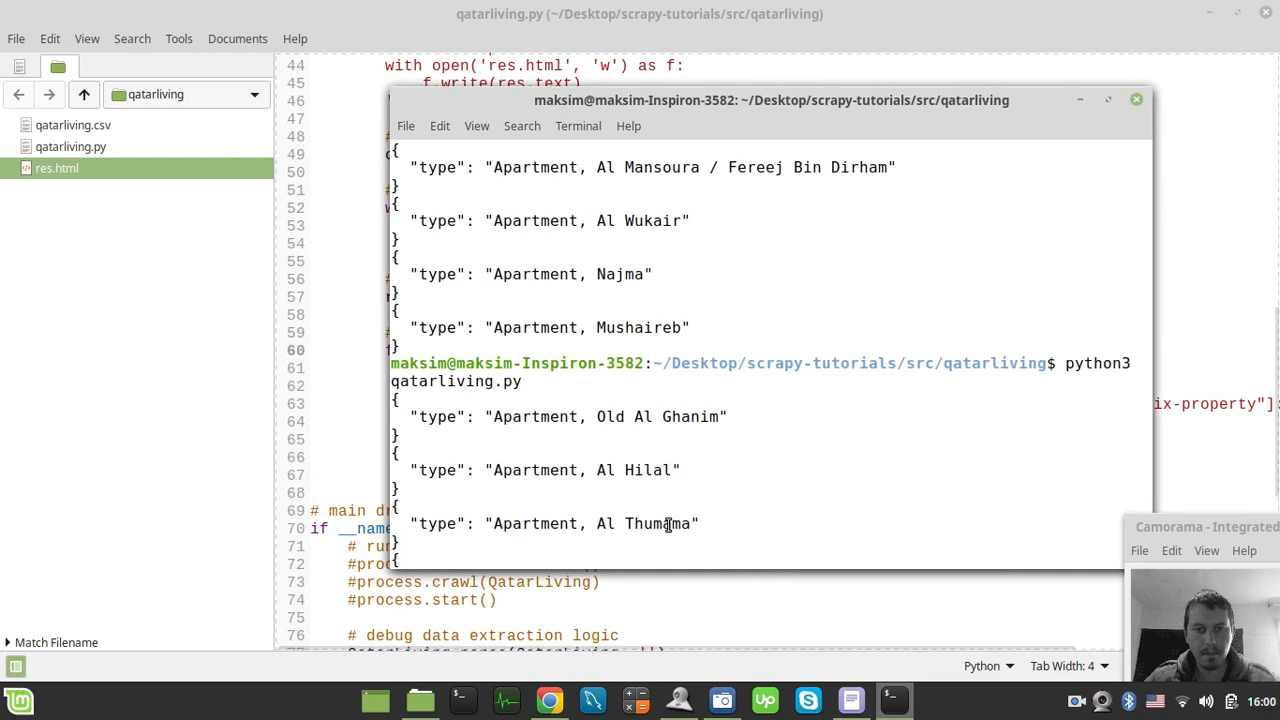 qatarliving.py (~/Desktop/scrapy-tutorials/src/qatarliving)
File Edit View Search Tools Documents Help
qatarliving
qatarliving.csv
qatarliving.py
res.html
Match Filename
44 with open('res.html', 'w') as f:
45 f.write(res.text)
46
47
48
49
50
51
52
53
54
55
56
57
58
59
60
61
62
63 ix-property"]
64
65
66
67
68
69 # main dr
70 if __name
71 # ru
72 #pro
73 #process.crawl(QatarLiving)
74 #process.start()
75
76 # debug data extraction logic
maksim@maksim-Inspiron-3582: ~/Desktop/scrapy-tutorials/src/qatarliving
File Edit View Search Terminal Help
{
"type": "Apartment, Al Mansoura / Fereej Bin Dirham"
}
{
"type": "Apartment, Al Wukair"
}
{
"type": "Apartment, Najma"
}
{
"type": "Apartment, Mushaireb"
}
maksim@maksim-Inspiron-3582:~/Desktop/scrapy-tutorials/src/qatarliving$ python3
qatarliving.py
{
"type": "Apartment, Old Al Ghanim"
}
{
"type": "Apartment, Al Hilal"
}
{
"type": "Apartment, Al Thumama"
}
{
Camorama - Integrated
File Edit View Help
Python Tab Width: 4
16:00